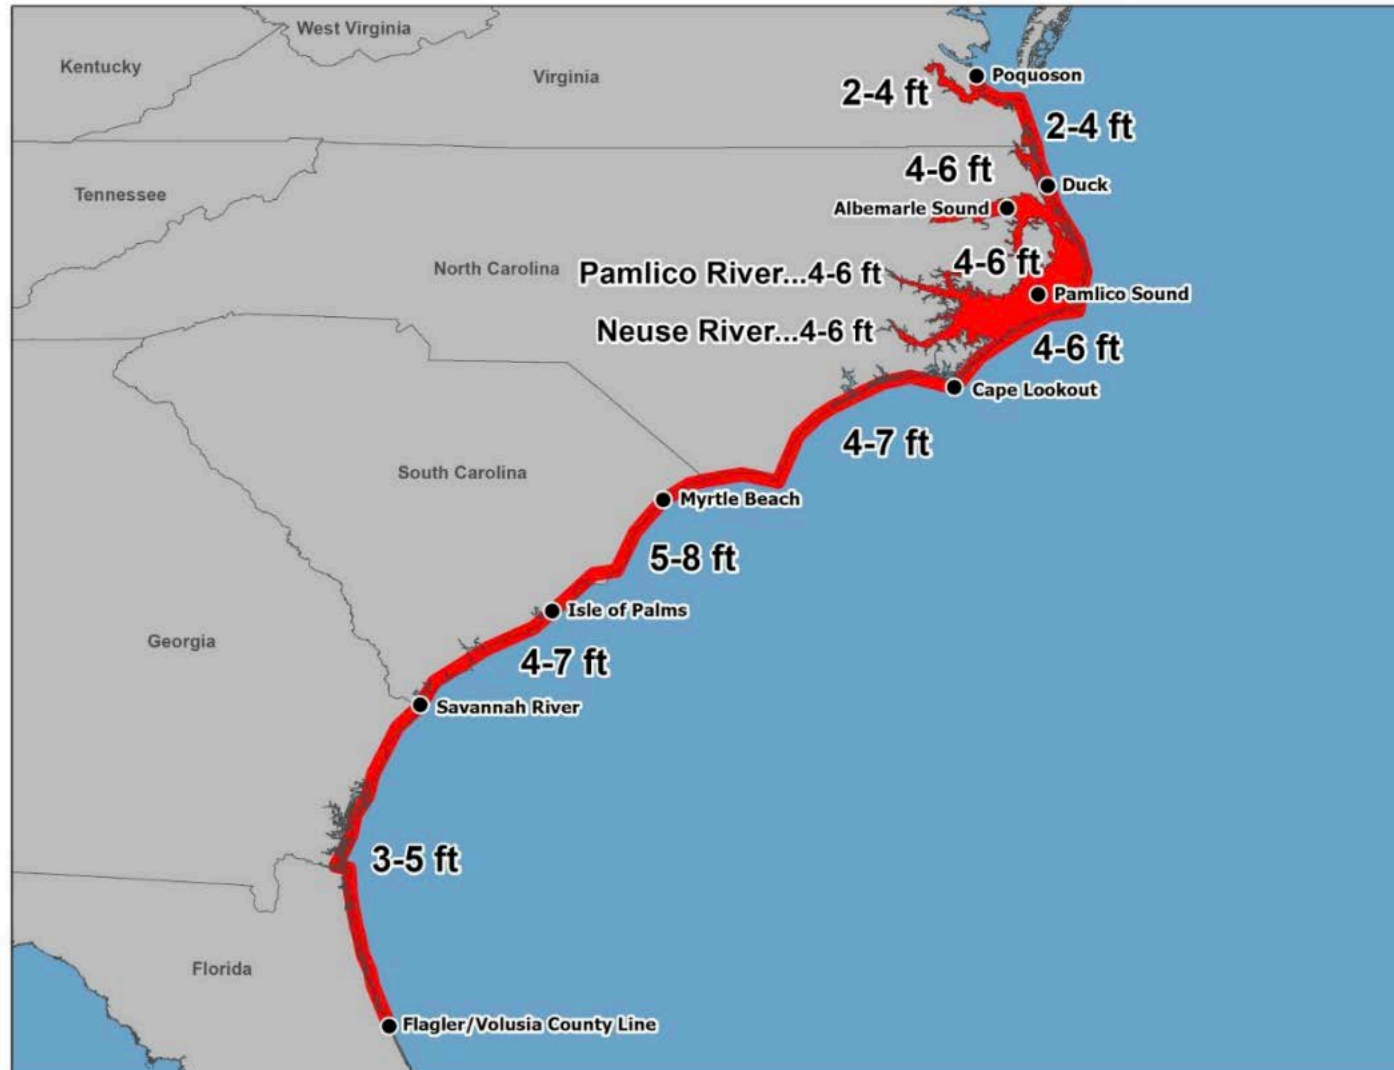 West Virginia
Kentucky
Virginia
Poquoson
2-4 ft
2-4 ft
4-6 ft
Tennessee
Duck
Albemarle Sound
North Carolina
4-6 ft
Pamlico River...4-6 ft
Pamlico Sound
Neuse River...4-6 ft
4-6 ft
Cape Lookout
4-7 ft
South Carolina
Myrtle Beach
5-8 ft
Isle of Palms
Georgia
4-7 ft
Savannah River
3-5 ft
Florida
Flagler/Volusia County Line